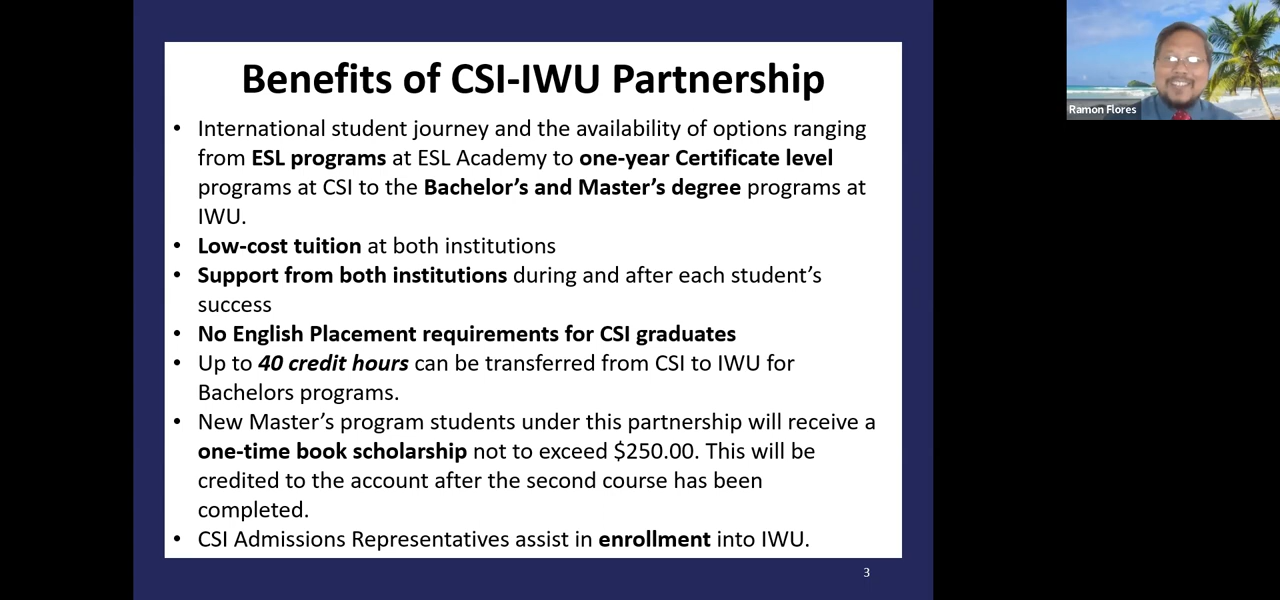 Benefits of CSI-IWU Partnership
• International student journey and the availability of options ranging
from ESL programs at ESL Academy to one-year Certificate level
programs at CSI to the Bachelor’s and Master’s degree programs at
IWU.
• Low-cost tuition at both institutions
• Support from both institutions during and after each student’s
success
• No English Placement requirements for CSI graduates
• Up to 40 credit hours can be transferred from CSI to IWU for
Bachelors programs.
• New Master’s program students under this partnership will receive a
one-time book scholarship not to exceed $250.00. This will be
credited to the account after the second course has been
completed.
• CSI Admissions Representatives assist in enrollment into IWU.
3
Ramon Flores